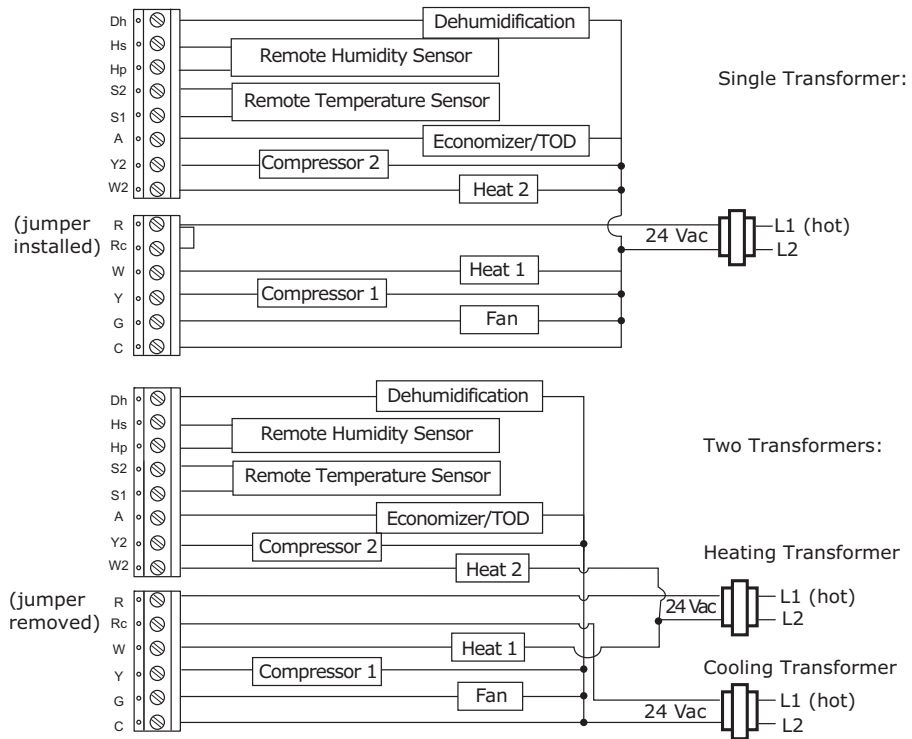 Dh
Dehumidification
Hs
Remote Humidity Sensor
Hp
Single Transformer:
S2
Remote Temperature Sensor
S1
A
Economizer/TOD
Y2
Compressor 2
W2
Heat 2
(jumper
installed)
R
L1 (hot)
Rc
24 Vac
L2
W
Heat 1
Y
Compressor 1
G
Fan
C
Dh
Dehumidification
Hs
Remote Humidity Sensor
Hp
Two Transformers:
S2
Remote Temperature Sensor
S1
A
Economizer/TOD
Y2
Compressor 2
Heating Transformer
W2
Heat 2
(jumper
removed)
R
L1 (hot)
24 Vac
Rc
L2
W
Heat 1
Cooling Transformer
Y
Compressor 1
G
Fan
L1 (hot)
24 Vac
C
L2